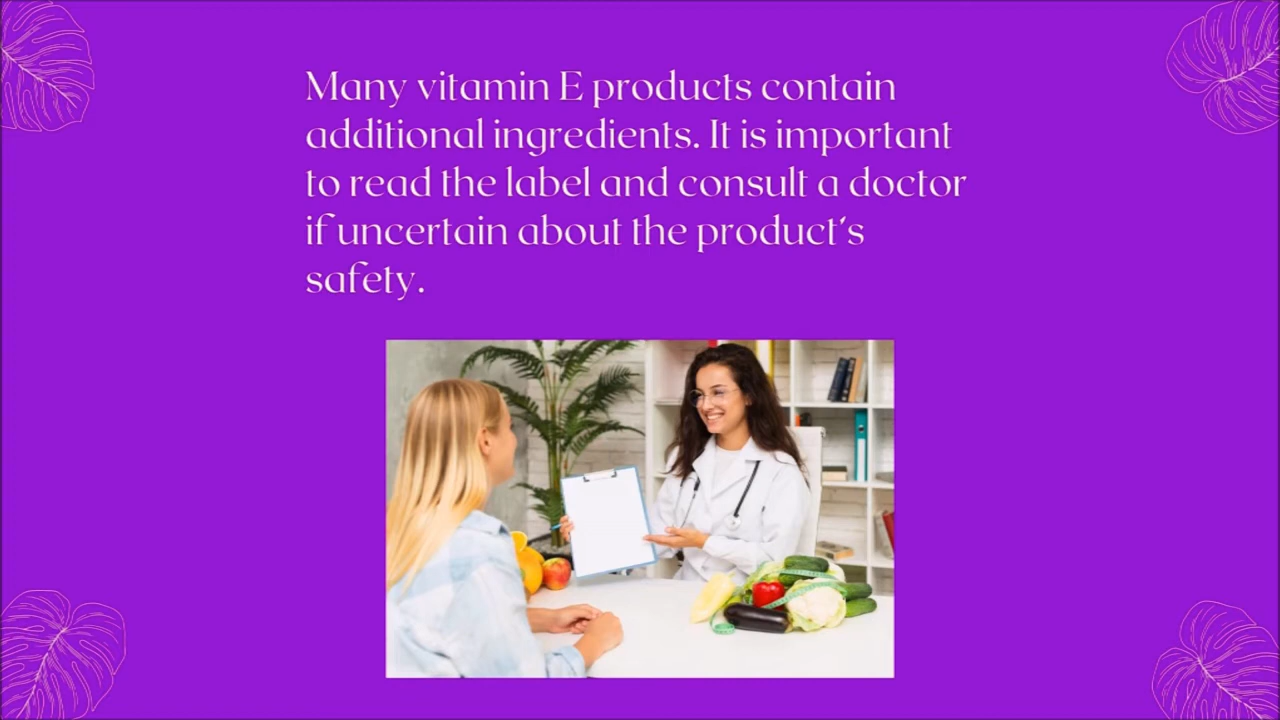 Many vitamin E products contain
additional ingredients. It is important
to read the label and consult a doctor
if uncertain about the product's
safety.